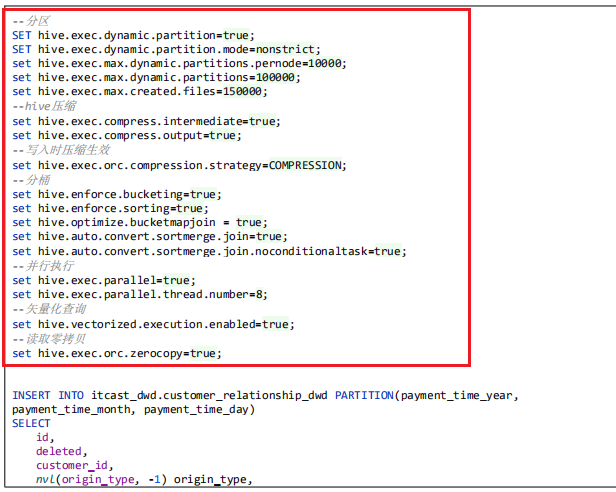 --分区
SET hive.exec.dynamic.partition=true;
SET hive.exec.dynamic.partition.mode=nonstrict;
set hive.exec.max.dynamic.partitions.pernode=10000;
set hive.exec.max.dynamic.partitions=100000;
set hive.exec.max.created.files=150000;
--hive压缩
set hive.exec.compress.intermediate=true;
set hive.exec.compress.output=true;
--写入时压缩生效
set hive.exec.orc.compression.strategy=COMPRESSION;
--分桶
set hive.enforce.bucketing=true;
set hive.enforce.sorting=true;
set hive.optimize.bucketmapjoin = true;
set hive.auto.convert.sortmerge.join=true;
set hive.auto.convert.sortmerge.join.noconditionaltask=true;
--并行执行
set hive.exec.parallel=true;
set hive.exec.parallel.thread.number=8;
--矢量化查询
set hive.vectorized.execution.enabled=true;
--读取零拷贝
set hive.exec.orc.zerocopy=true;
INSERT INTO itcast_dwd.customer_relationship_dwd PARTITION(payment_time_year,
payment_time_month, payment_time_day)
SELECT
id,
deleted,
customer_id,
nvl(origin_type, -1) origin_type,